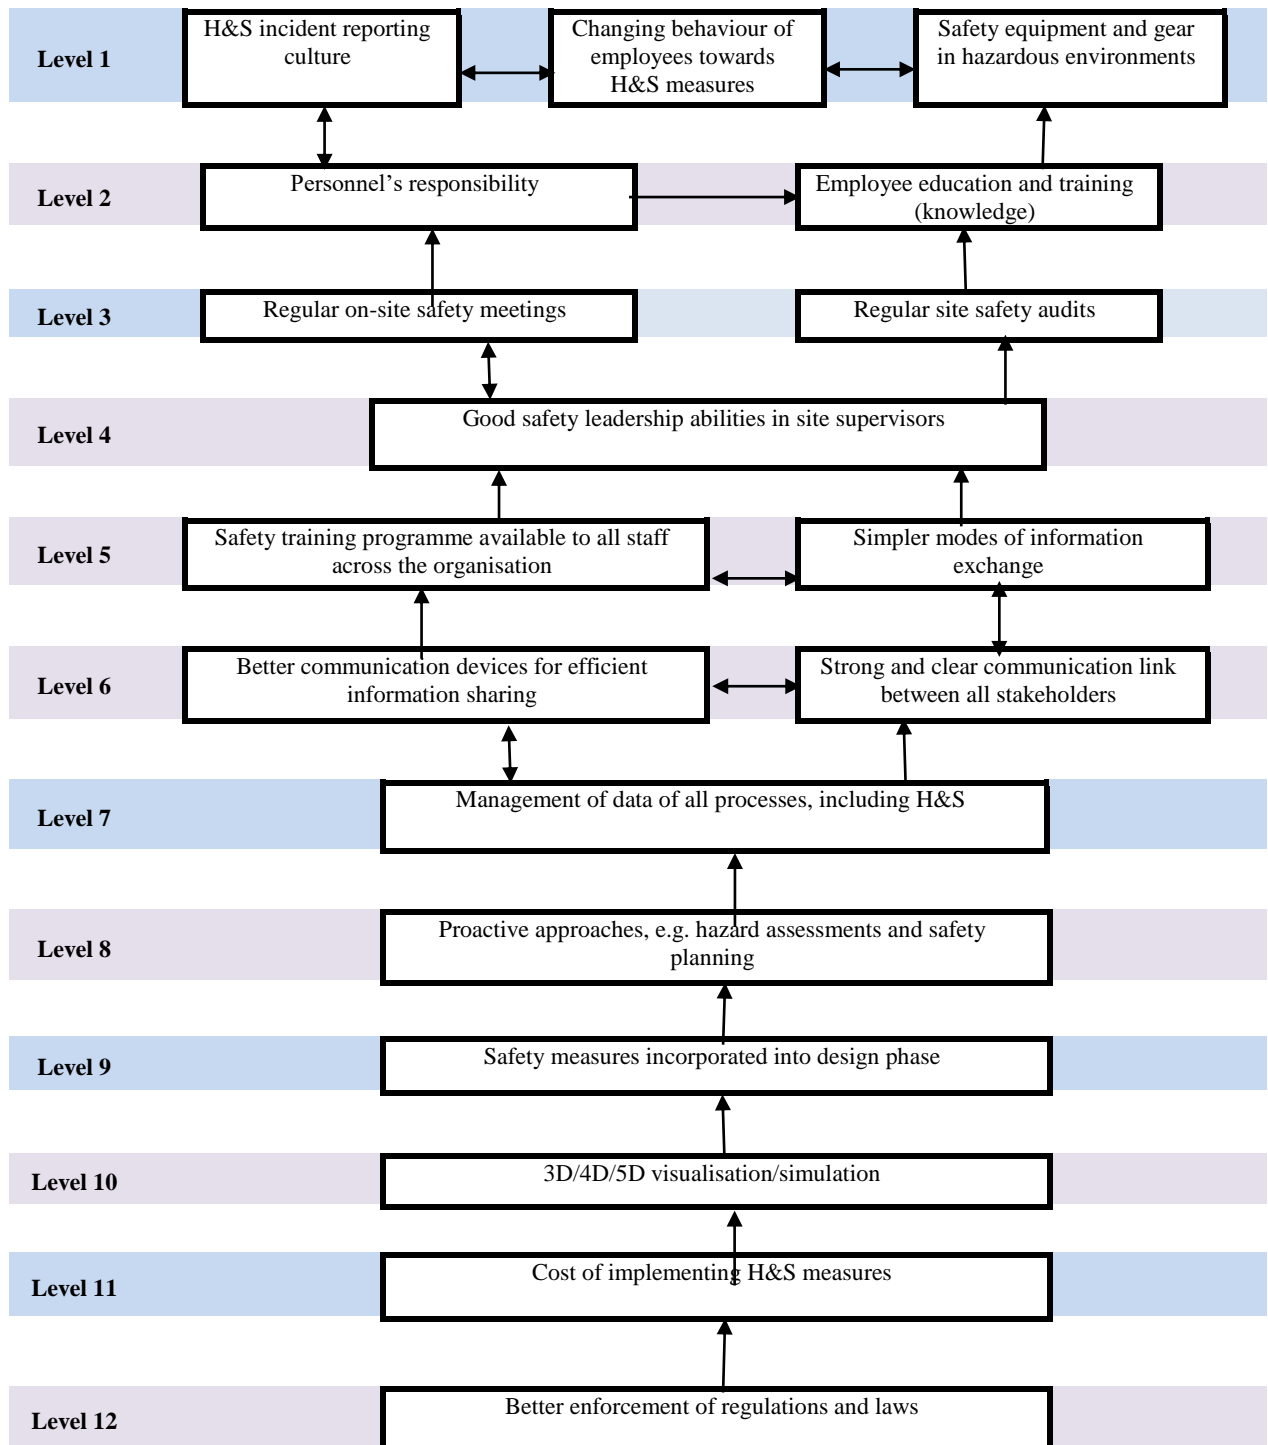 Level 1
H&S incident reporting
culture
Changing behaviour of
employees towards
H&S measures
Safety equipment and gear
in hazardous environments
Level 2
Personnel’s responsibility
Employee education and training
(knowledge)
Level 3
Regular on-site safety meetings
Regular site safety audits
Level 4
Good safety leadership abilities in site supervisors
Level 5
Safety training programme available to all staff
across the organisation
Simpler modes of information
exchange
Level 6
Better communication devices for efficient
information sharing
Strong and clear communication link
between all stakeholders
Level 7
Management of data of all processes, including H&S
Level 8
Proactive approaches, e.g. hazard assessments and safety
planning
Level 9
Safety measures incorporated into design phase
Level 10
3D/4D/5D visualisation/simulation
Level 11
Cost of implementing H&S measures
Level 12
Better enforcement of regulations and laws